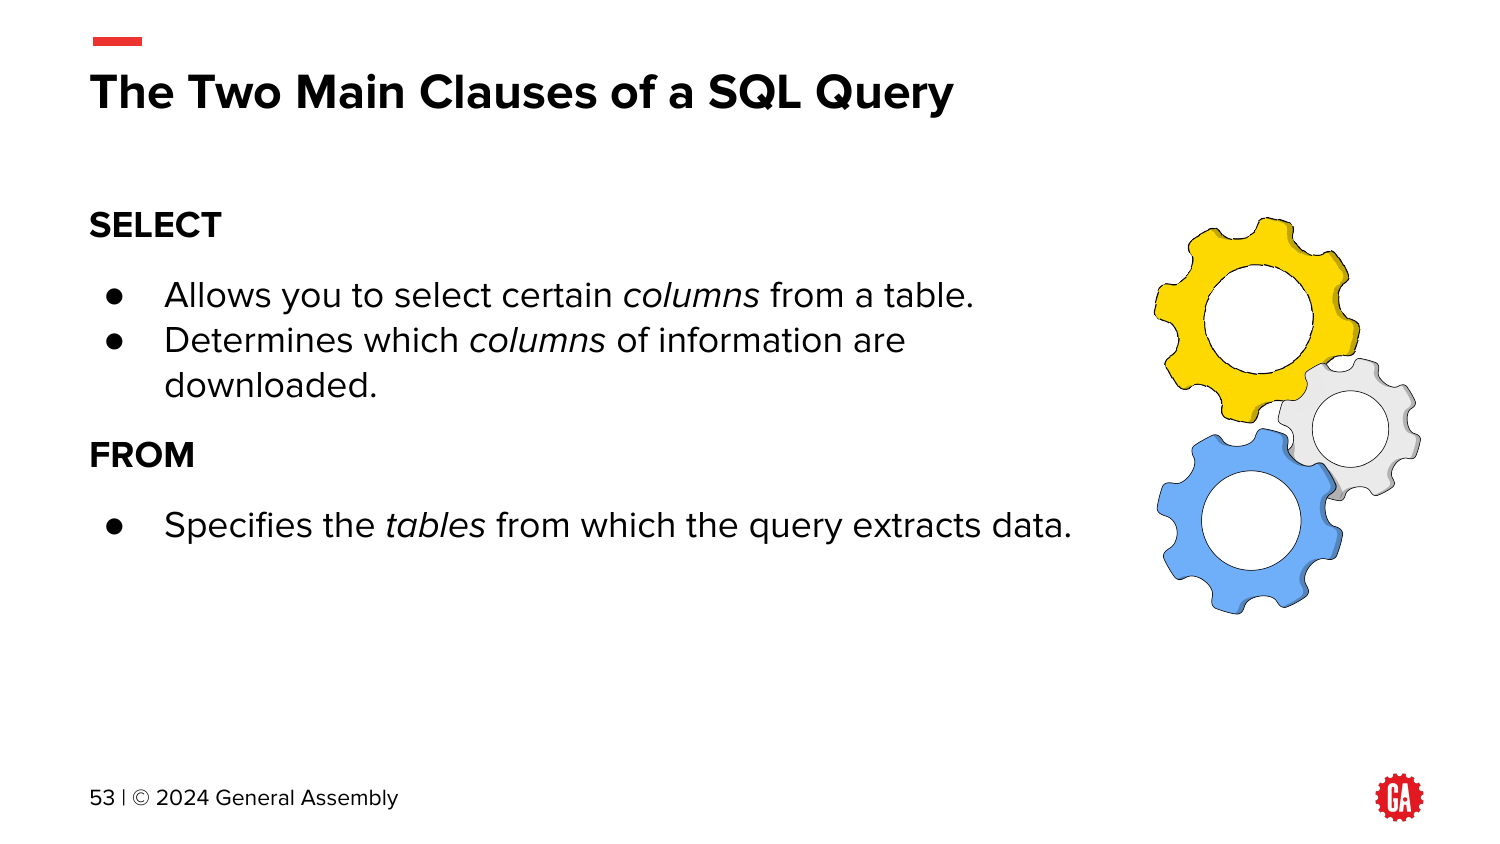 The Two Main Clauses of a SQL Query
SELECT
● Allows you to select certain columns from a table.
● Determines which columns of information are
downloaded.
FROM
● Specifies the tables from which the query extracts data.
53 | © 2024 General Assembly
GA